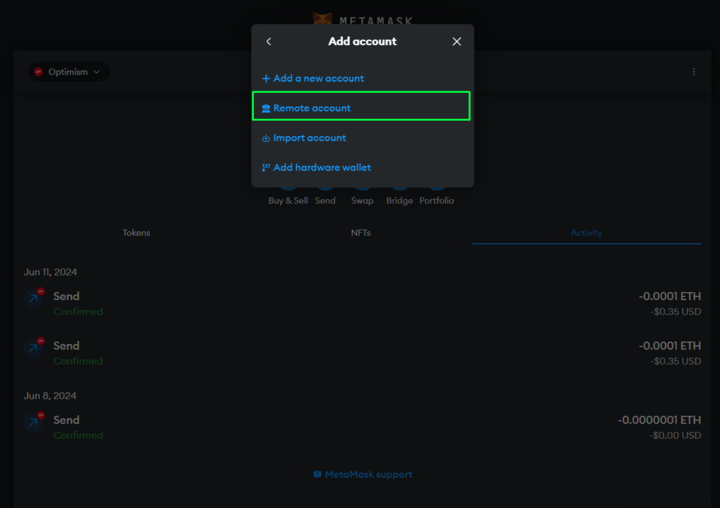 METAMASK
Add account
Optimism
+ Add a new account
Remote account
Import account
Add hardware wallet
Buy & Sell Send Swap Bridge Portfolio
Tokens NFTs Activity
Jun 11, 2024
Send -0.0001 ETH
Confirmed -$0.35 USD
Send -0.0001 ETH
Confirmed -$0.35 USD
Jun 8, 2024
Send -0.0000001 ETH
Confirmed -$0.00 USD
MetaMask support